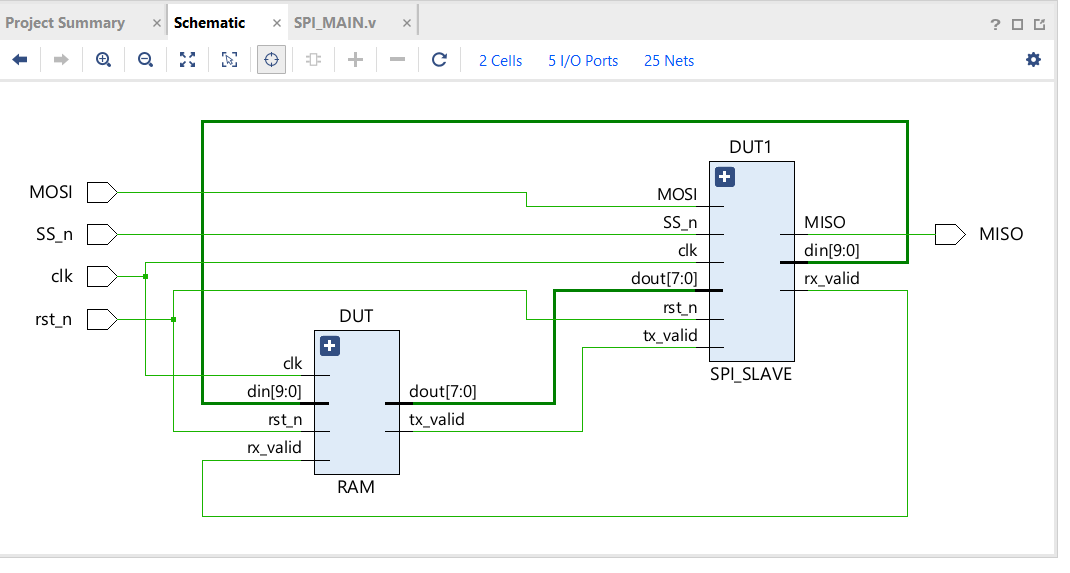 Project Summary × Schematic × SPI_MAIN.v × ?
2 Cells 5 I/O Ports 25 Nets
DUT1
MOSI
MOSI
SS_n
MISO
SS_n
MISO
clk
din[9:0]
clk
dout[7:0]
rx_valid
rst_n
rst_n
DUT
tx_valid
clk
SPI_SLAVE
din[9:0]
dout[7:0]
rst_n
tx_valid
rx_valid
RAM